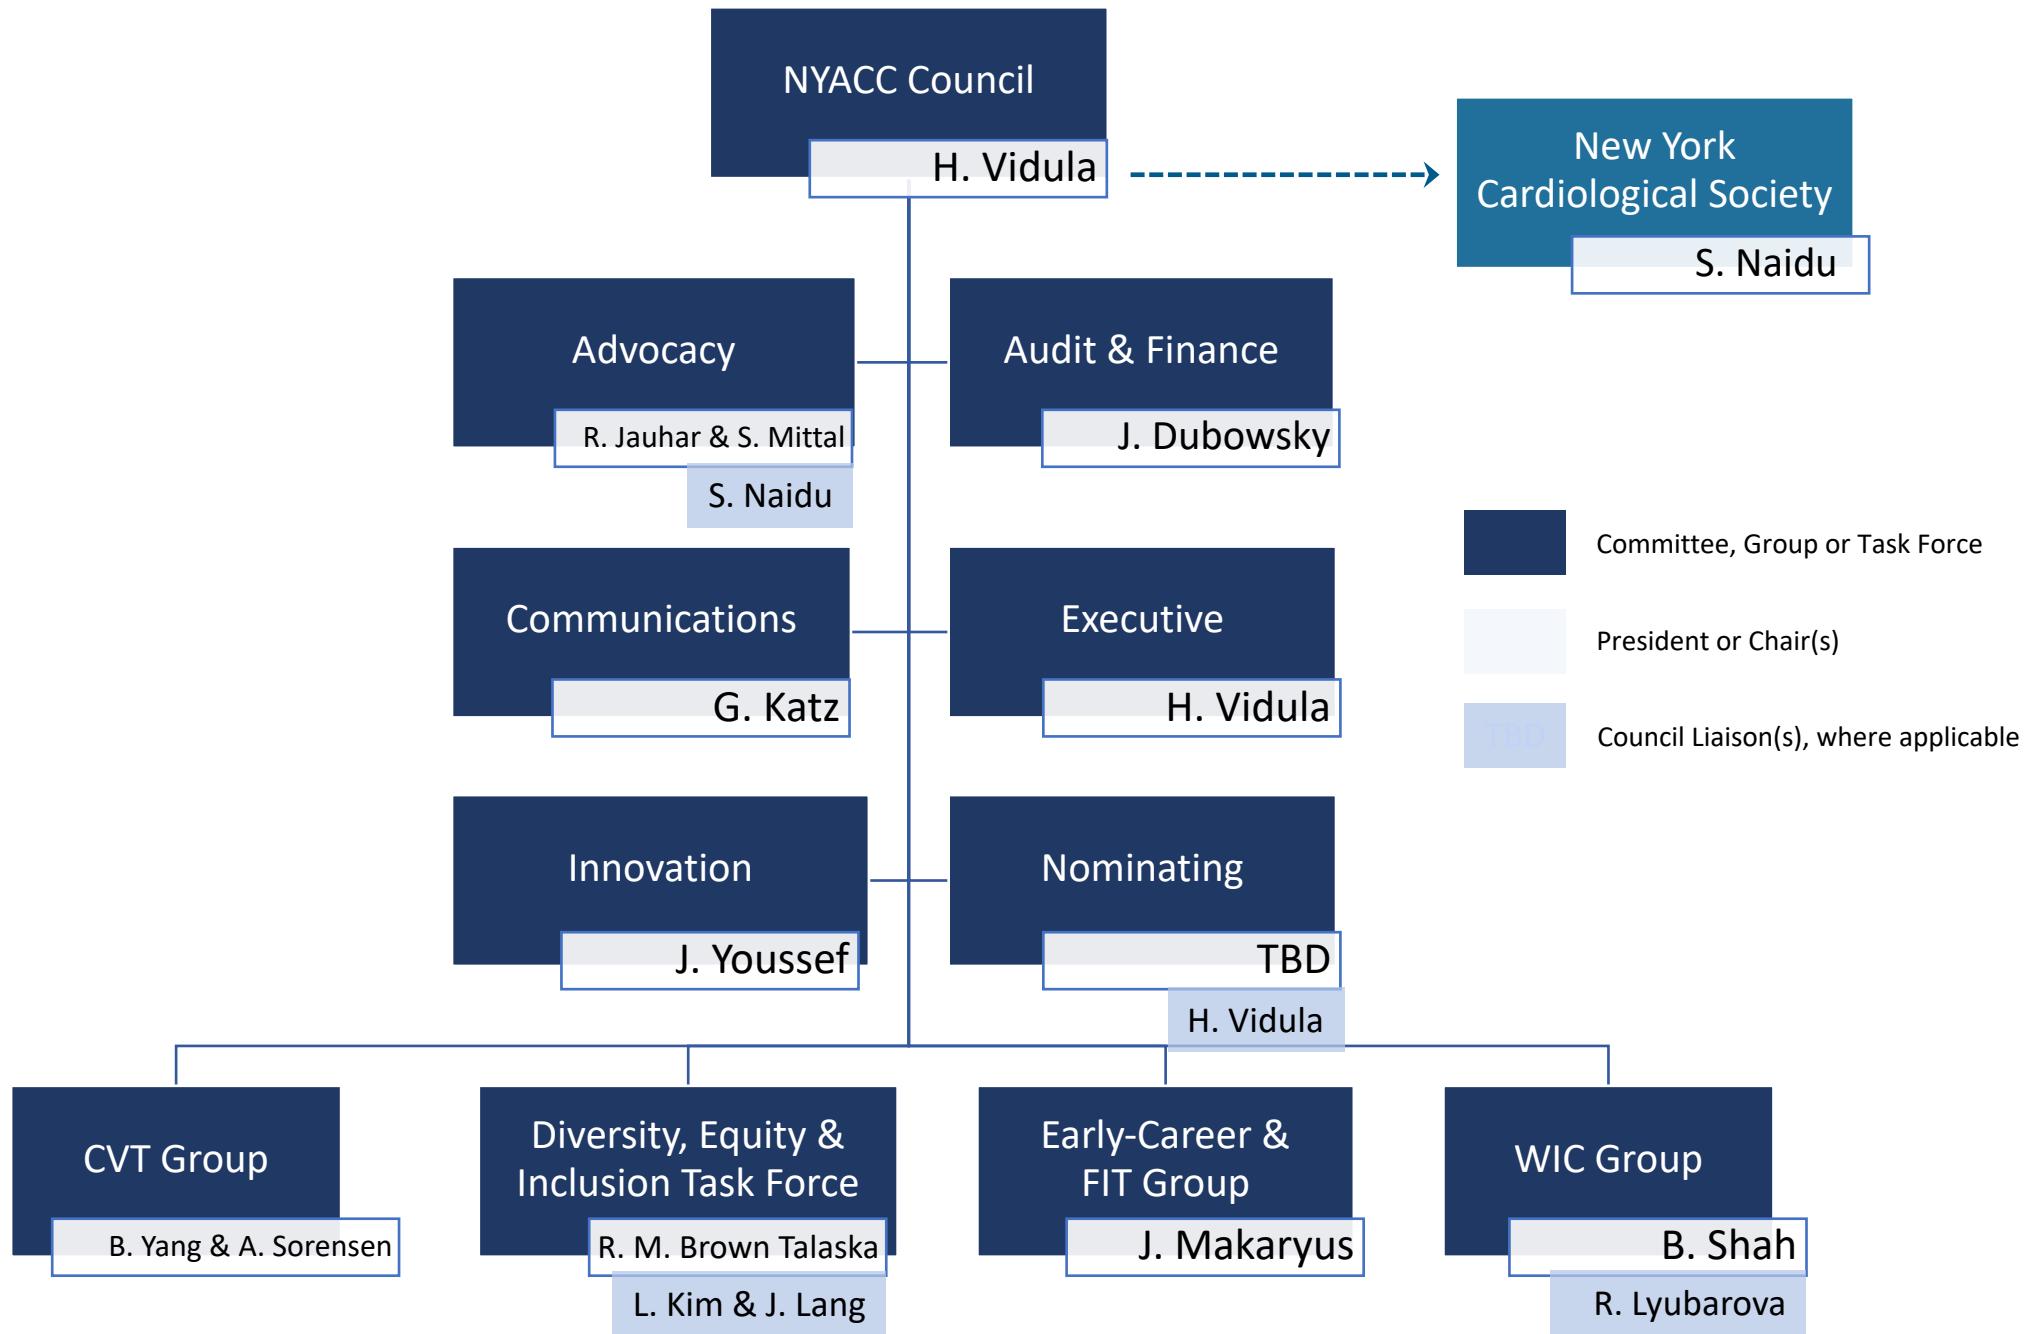 NYACC Council
H. Vidula
New York
Cardiological Society
S. Naidu
Advocacy
R. Jauhar & S. Mittal
S. Naidu
Audit & Finance
J. Dubowsky
Communications
G. Katz
Executive
H. Vidula
Committee, Group or Task Force
President or Chair(s)
TBD
Council Liaison(s), where applicable
Innovation
J. Youssef
Nominating
TBD
H. Vidula
CVT Group
B. Yang & A. Sorensen
Diversity, Equity &
Inclusion Task Force
R. M. Brown Talaska
L. Kim & J. Lang
Early-Career &
FIT Group
J. Makaryus
WIC Group
B. Shah
R. Lyubarova